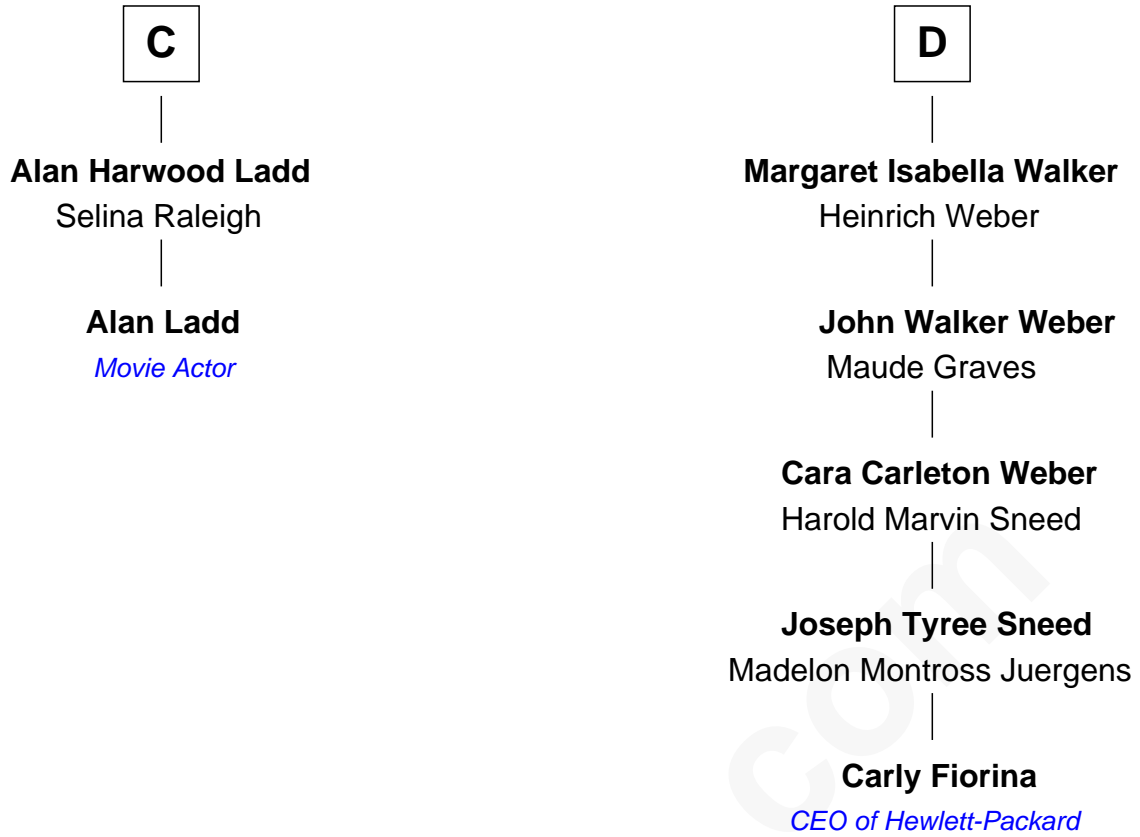 C
Alan Harwood Ladd
Selina Raleigh
Alan Ladd
Movie Actor
D
Margaret Isabella Walker
Heinrich Weber
John Walker Weber
Maude Graves
Cara Carleton Weber
Harold Marvin Sneed
Joseph Tyree Sneed
Madelon Montross Juergens
Carly Fiorina
CEO of Hewlett-Packard
com